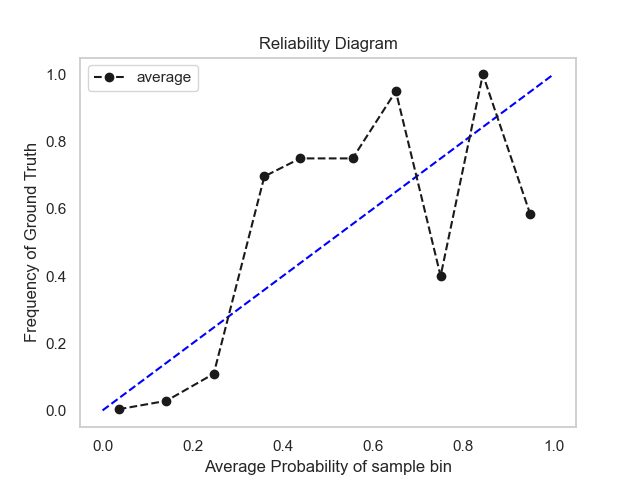 Reliability Diagram
average
1.0
0.8
0.6
0.4
0.2
0.0
Frequency of Ground Truth
0.0 0.2 0.4 0.6 0.8 1.0
Average Probability of sample bin